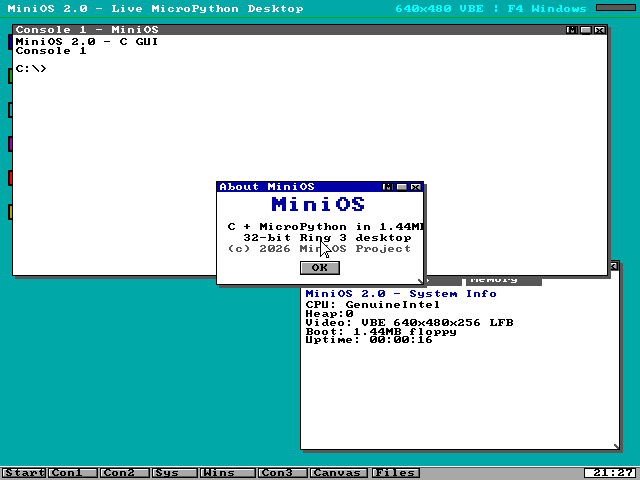 MiniOS 2.0 - Live MicroPython Desktop
640x480 VBE ¦ F4 Windows
Console 1 - MiniOS
MiniOS 2.0 - C GUI
Console 1
C:\>
About MiniOS
MiniOS
C + MicroPython in 1.44M
32-bit Ring 3 desktop
(c) 2026 MiniOS Project
OK
Memory
MiniOS 2.0 - System Info
CPU: GenuineIntel
Heap:0
Video: VBE 640x480x256 LFB
Boot: 1.44MB floppy
Uptime: 00:00:16
Start Con1 Con2 Sys Wins Con3 Canvas Files 21:27